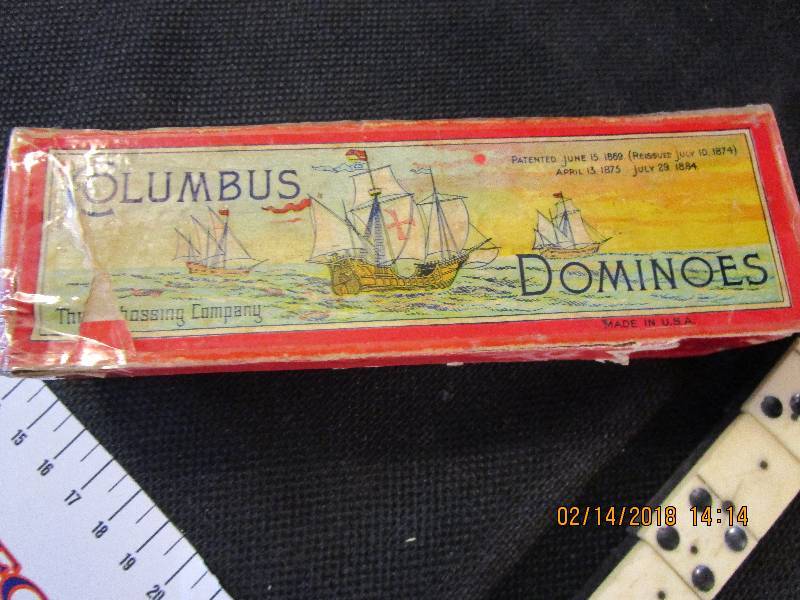 COLUMBUS
PATENTED JUNE 15 1869 (REISSUED JULY 10, 1874)
APRIL 13 1875 JULY 29 1884
DOMINOES
Company
MADE IN U.S.A.
15
16
17
18
19
20
02/14/2018 14:14